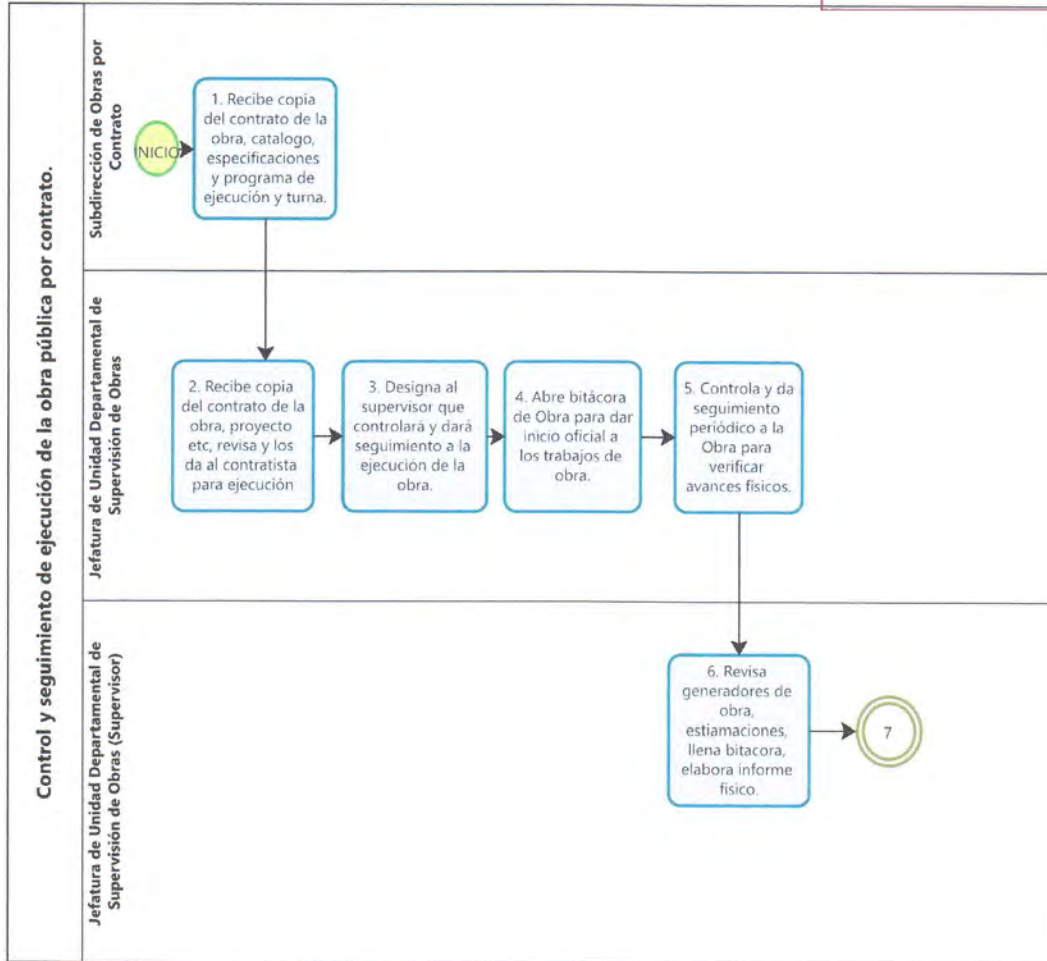 Control y seguimiento de ejecución de la obra pública por contrato.
Subdirección de Obras por
Contrato
INICIO
1. Recibe copia
del contrato de la
obra, catalogo,
especificaciones
y programa de
ejecución y turna.
Jefatura de Unidad Departamental de
Supervisión de Obras
2. Recibe copia
del contrato de la
obra, proyecto
etc, revisa y los
da al contratista
para ejecución
3. Designa al
supervisor que
controlará y dará
seguimiento a la
ejecución de la
obra.
4. Abre bitácora
de Obra para dar
inicio oficial a
los trabajos de
obra.
5. Controla y da
seguimiento
periódico a la
Obra para
verificar
avances físicos.
Jefatura de Unidad Departamental de
Supervisión de Obras (Supervisor)
6. Revisa
generadores de
obra,
estiamaciones,
llena bitacora,
elabora informe
fisico.
7